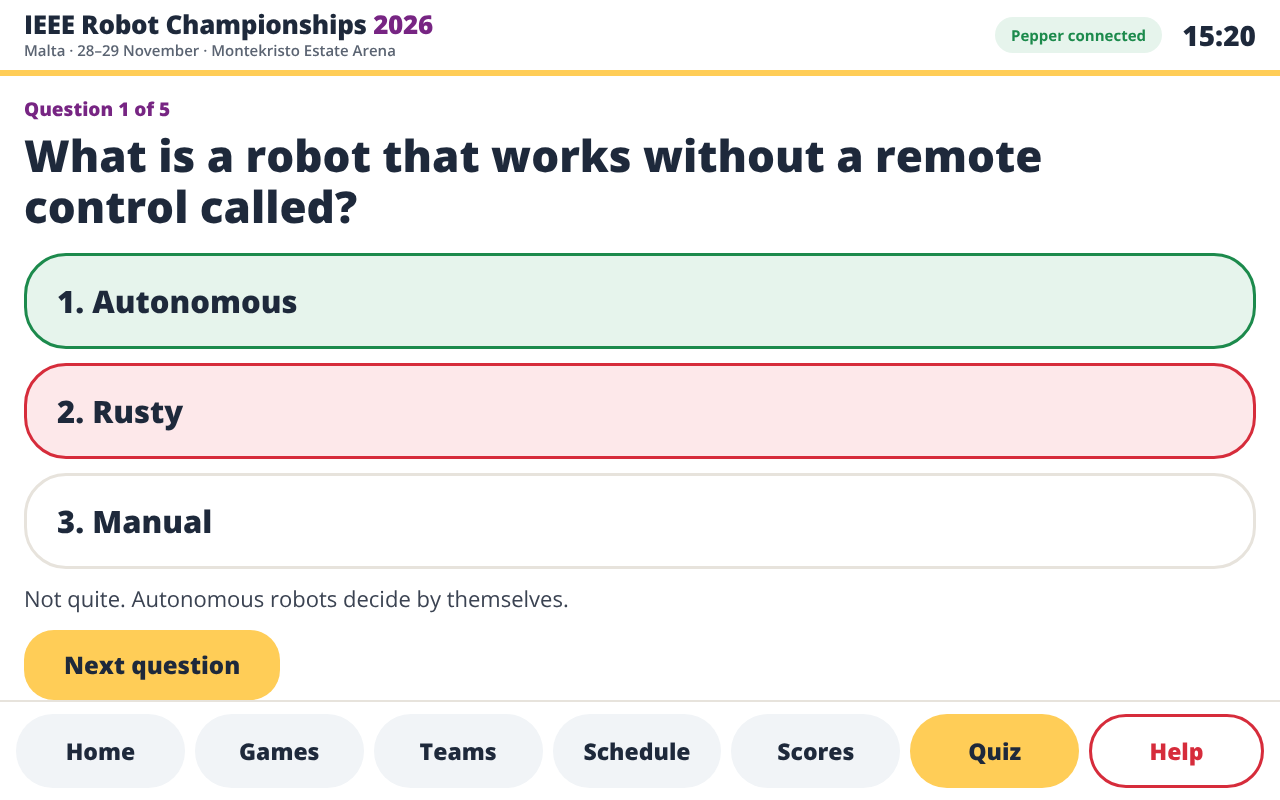 IEEE Robot Championships 2026
Malta · 28–29 November · Montekristo Estate Arena
Pepper connected
15:20
Question 1 of 5
What is a robot that works without a remote
control called?
1. Autonomous
2. Rusty
3. Manual
Not quite. Autonomous robots decide by themselves.
Next question
Home
Games
Teams
Schedule
Scores
Quiz
Help